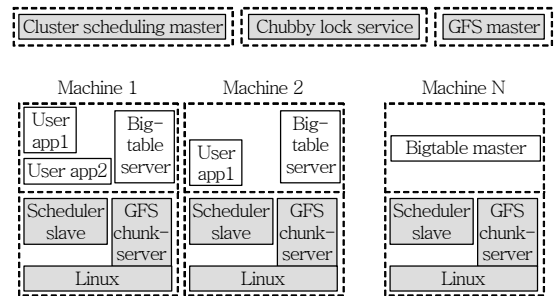 Cluster scheduling master
Chubby lock service
GFS master
Machine 1
Machine 2
Machine N
User
app1
User app2
Big-
table
server
User
app1
Big-
table
server
Bigtable master
Scheduler
slave
GFS
chunk-
server
Linux
Scheduler
slave
GFS
chunk-
server
Linux
Scheduler
slave
GFS
chunk-
server
Linux